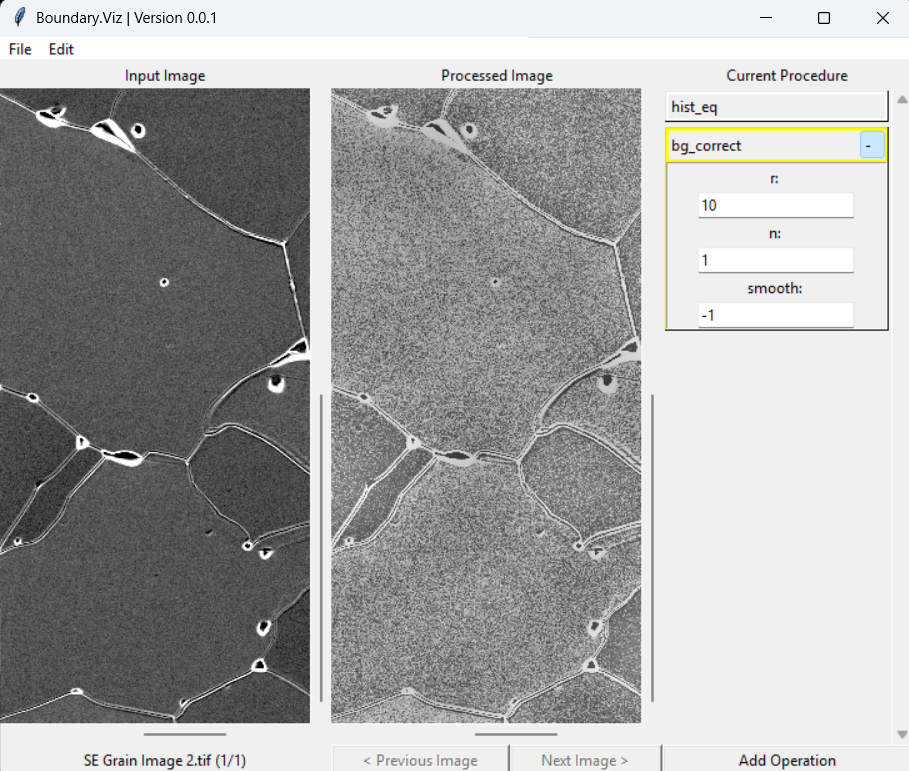 Boundary.Viz | Version 0.0.1
File Edit
Input Image
Processed Image
Current Procedure
hist_eq
bg_correct -
r:
10
n:
1
smooth:
-1
SE Grain Image 2.tif (1/1)
< Previous Image
Next Image >
Add Operation